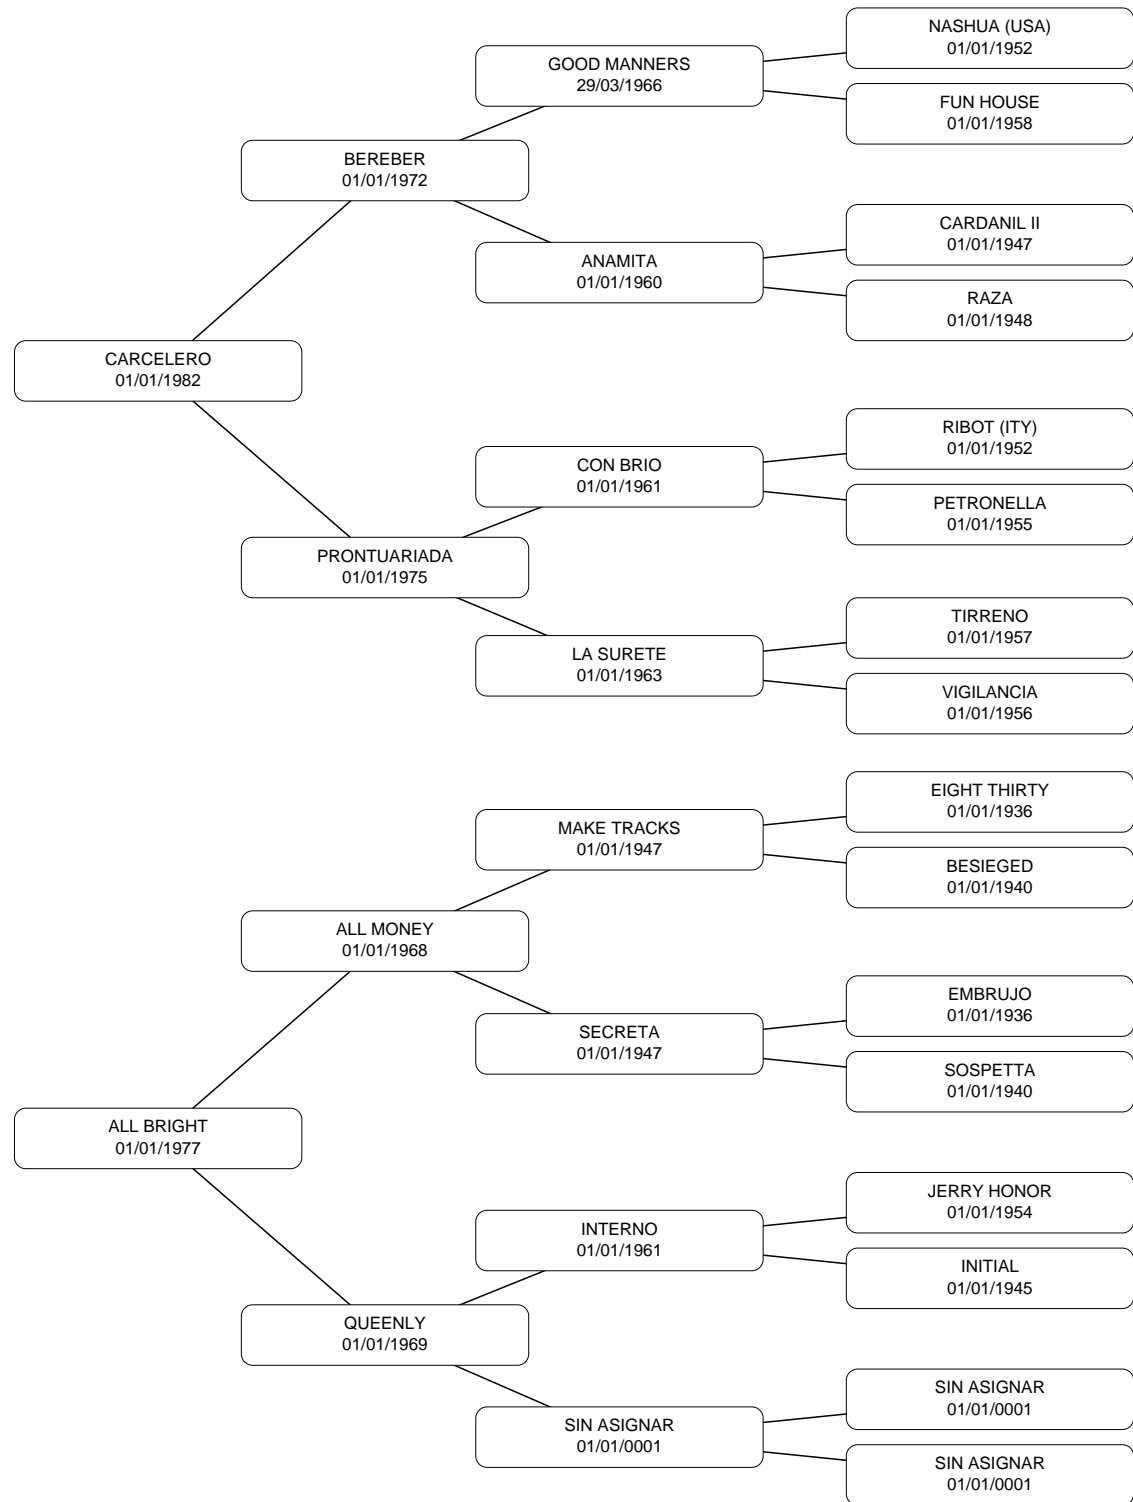 NASHUA (USA)
01/01/1952
GOOD MANNERS
29/03/1966
FUN HOUSE
01/01/1958
BEREBER
01/01/1972
CARDANIL II
01/01/1947
ANAMITA
01/01/1960
RAZA
01/01/1948
CARCELERO
01/01/1982
RIBOT (ITY)
01/01/1952
CON BRIO
01/01/1961
PETRONELLA
01/01/1955
PRONTUARIADA
01/01/1975
TIRRENO
01/01/1957
LA SURETE
01/01/1963
VIGILANCIA
01/01/1956
EIGHT THIRTY
01/01/1936
MAKE TRACKS
01/01/1947
BESIEGED
01/01/1940
ALL MONEY
01/01/1968
EMBRUJO
01/01/1936
SECRETA
01/01/1947
SOSPETTA
01/01/1940
ALL BRIGHT
01/01/1977
JERRY HONOR
01/01/1954
INTERNO
01/01/1961
INITIAL
01/01/1945
QUEENLY
01/01/1969
SIN ASIGNAR
01/01/0001
SIN ASIGNAR
01/01/0001
SIN ASIGNAR
01/01/0001